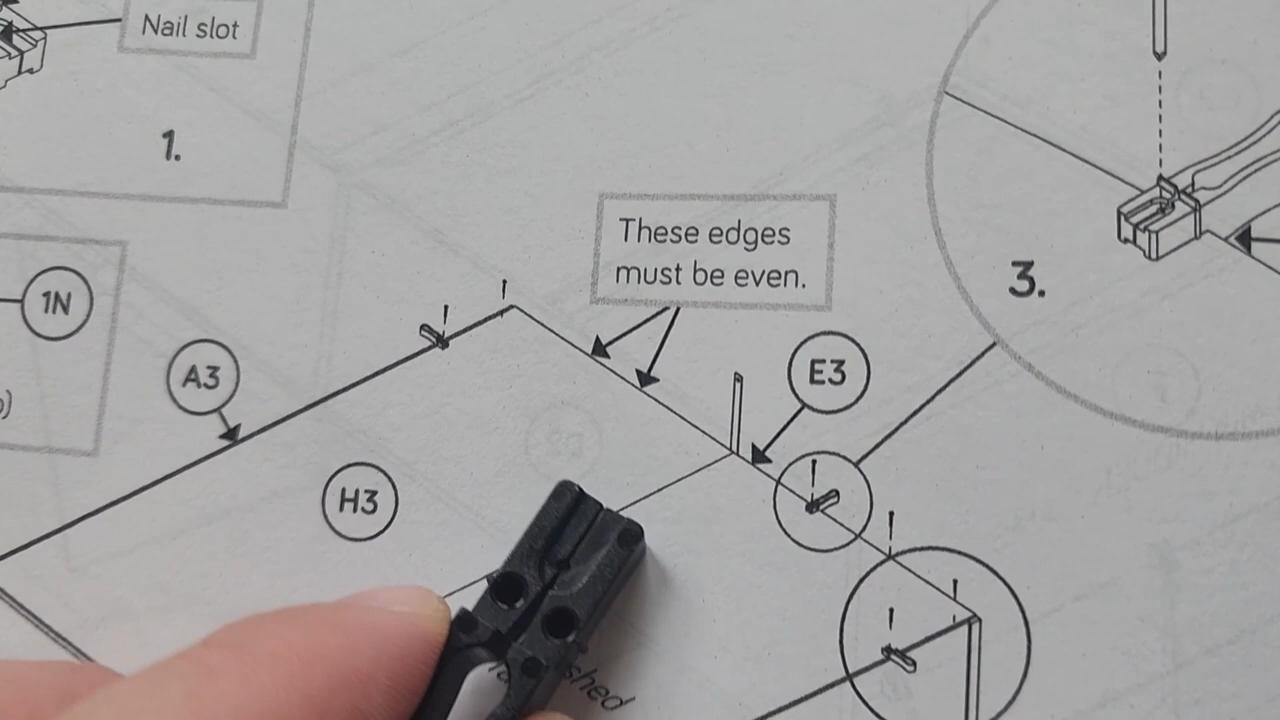 Nail slot
1.
1N
A3
H3
These edges
must be even.
E3
3.